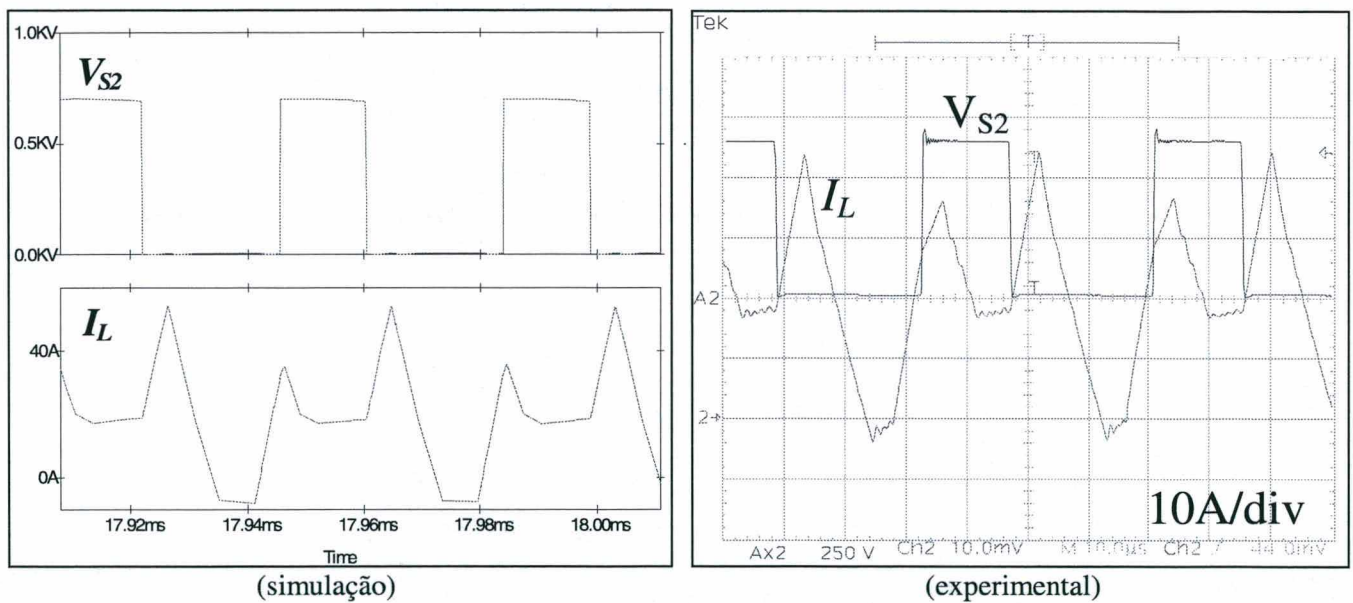 1.0KV
V_S2
0.5KV
0.0KV
I_L
40A
0A
17.92ms 17.94ms 17.96ms 17.98ms 18.00ms
Time
(simulação)
Tek
T
V_S2
I_L
T
A2
T
2
10A/div
Ax2 250 V Ch2 10.0mV M 10.0µs Ch2 44.0mV
(experimental)